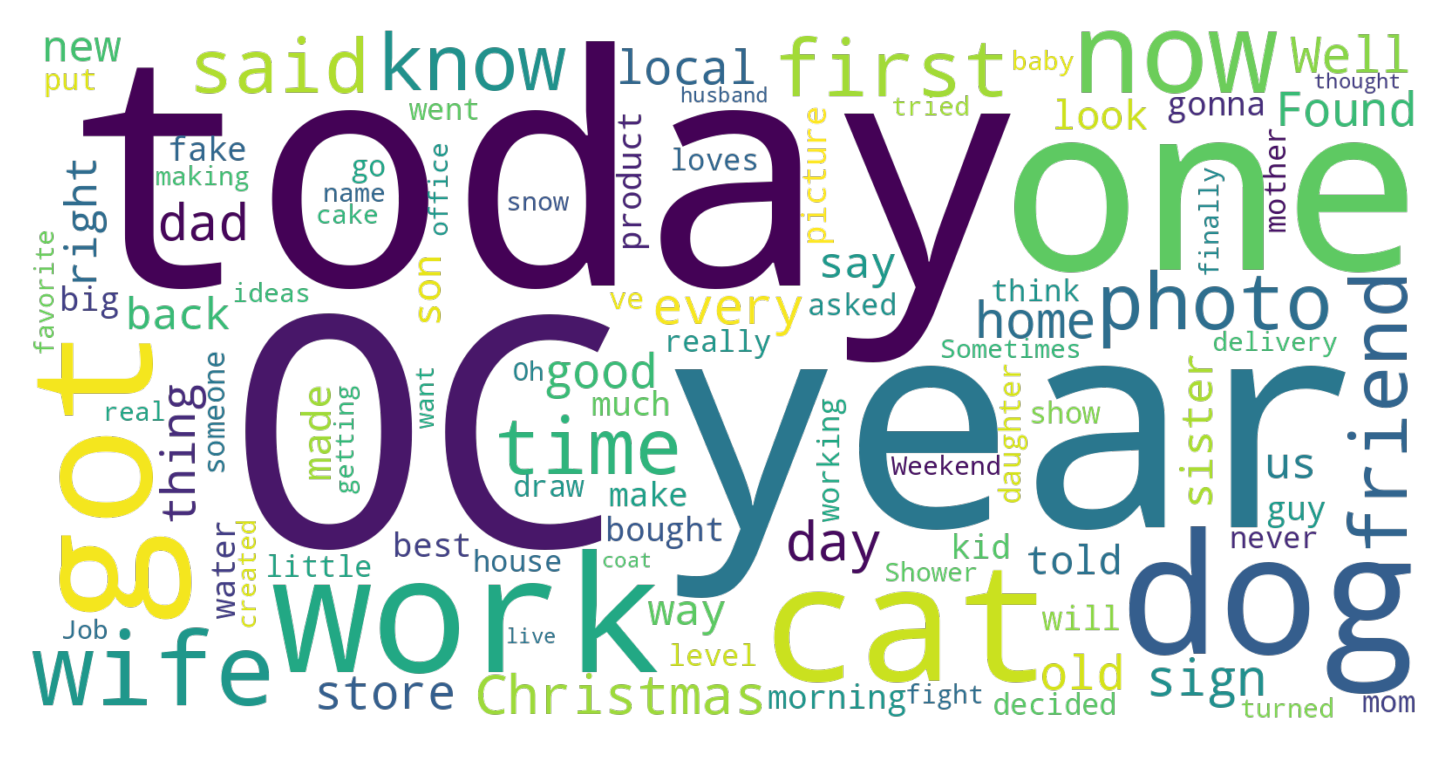 new
said
know
local
first
baby
now
Well
put
today
husband
thought
went
tried
look
gonna
Found
fake
making
go
name
cake
office
snow
product
loves
picture
one
mother
finally
right
dad
favorite
big
back
ideas
son
ve
every
say
asked
think
home
photo
really
Sometimes
delivery
friend
got
thing
someone
real
OC
made
getting
want
Oh
good
much
time
draw
make
year
working
Weekend
daughter
show
sister
us
guy
water
created
little
best
house
bought
coat
day
kid
Shower
told
never
dog
Job
wife
work
live
way
level
cat
will
old
sign
store
Christmas
morning
fight
decided
turned
mom